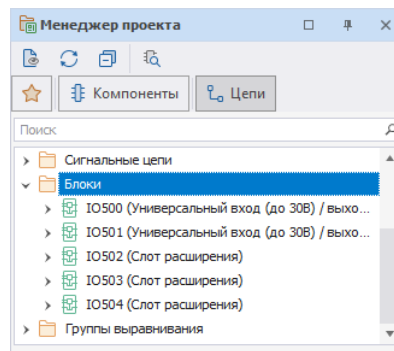 Менеджер проекта
Компоненты
Цепи
Поиск
Сигнальные цепи
Блоки
IO500 (Универсальный вход (до 30В) / выхо...
IO501 (Универсальный вход (до 30В) / выхо...
IO502 (Слот расширения)
IO503 (Слот расширения)
IO504 (Слот расширения)
Группы выравнивания